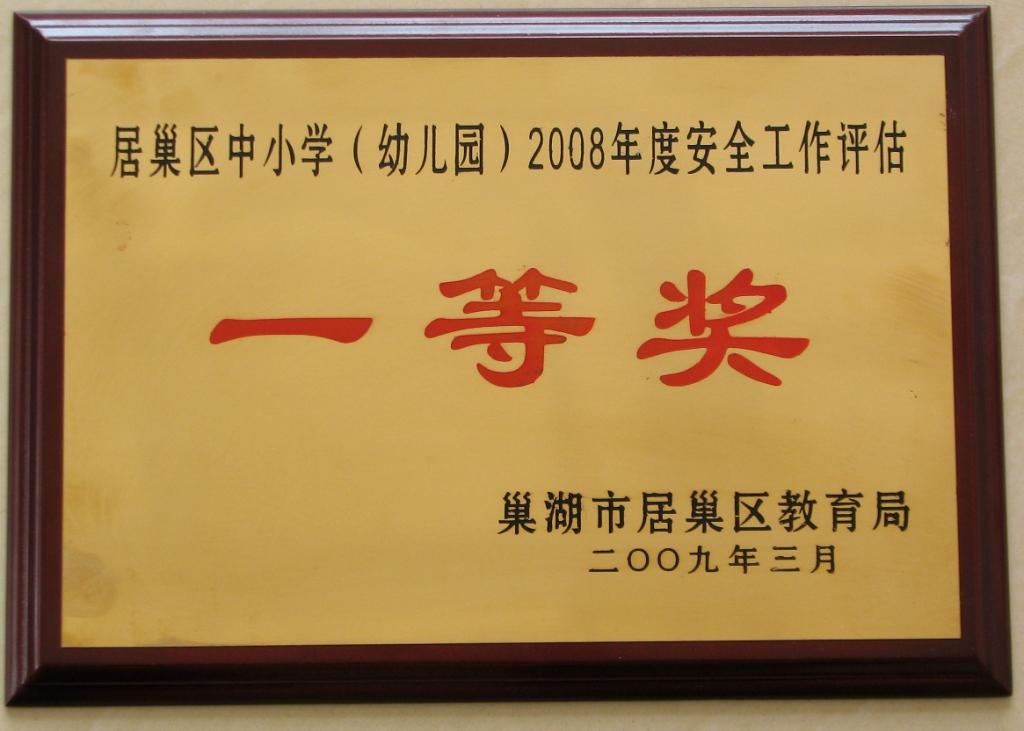 居巢区中小学（幼儿园）2008年度安全工作评估
一等奖
巢湖市居巢区教育局
二〇〇九年三月